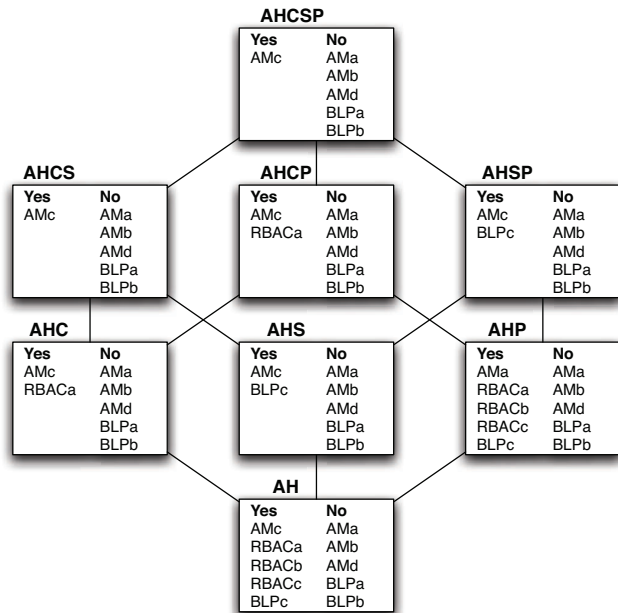 AHCSP
Yes No
AMc AMa
AMb
AMd
BLPa
BLPb
AHCS
Yes No
AMc AMa
AMb
AMd
BLPa
BLPb
AHCP
Yes No
AMc AMa
RBACa AMb
AMd
BLPa
BLPb
AHSP
Yes No
AMc AMa
BLPc AMb
AMd
BLPa
BLPb
AHC
Yes No
AMc AMa
RBACa AMb
AMd
BLPa
BLPb
AHS
Yes No
AMc AMa
BLPc AMb
AMd
BLPa
BLPb
AHP
Yes No
AMa AMa
RBACa AMb
RBACb AMd
RBACc BLPa
BLPc BLPb
AH
Yes No
AMc AMa
RBACa AMb
RBACb AMd
RBACc BLPa
BLPc BLPb